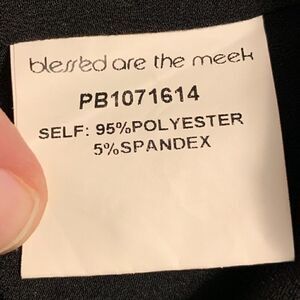 blessed are the meek
PB1071614
SELF: 95%POLYESTER
5%SPANDEX